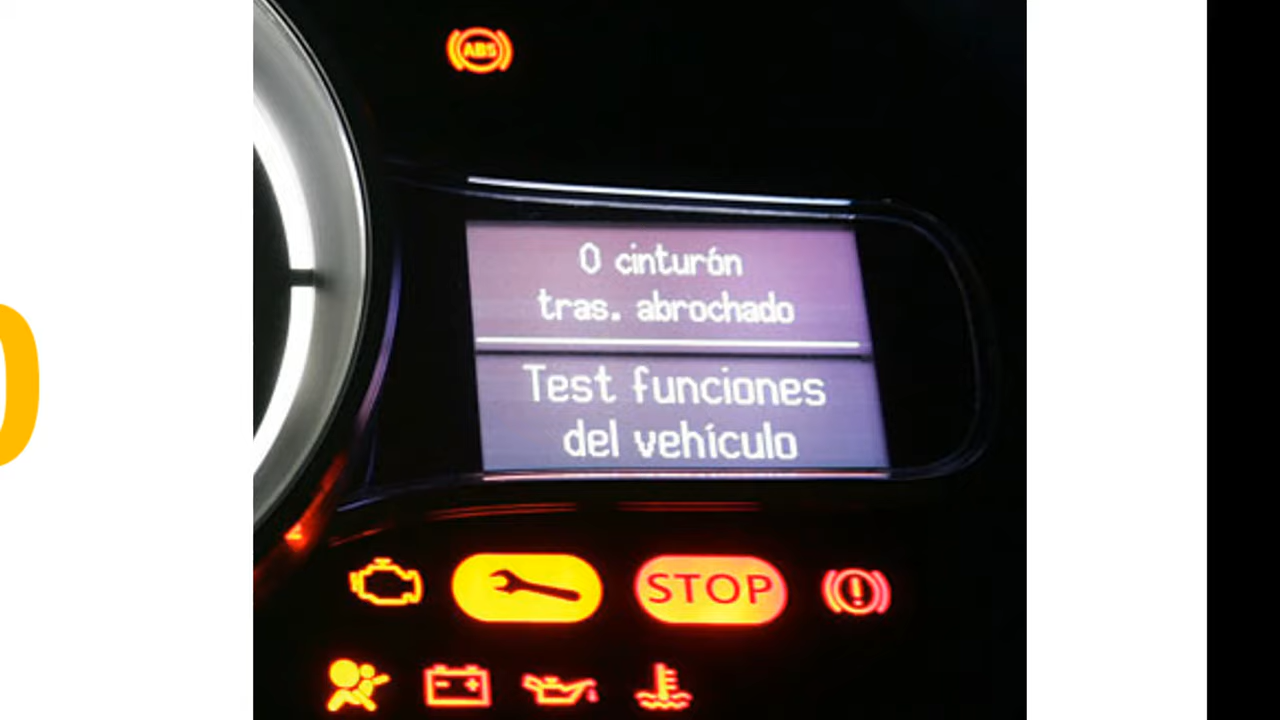 ABS
0 cinturón
tras. abrochado
Test funciones
del vehículo
STOP